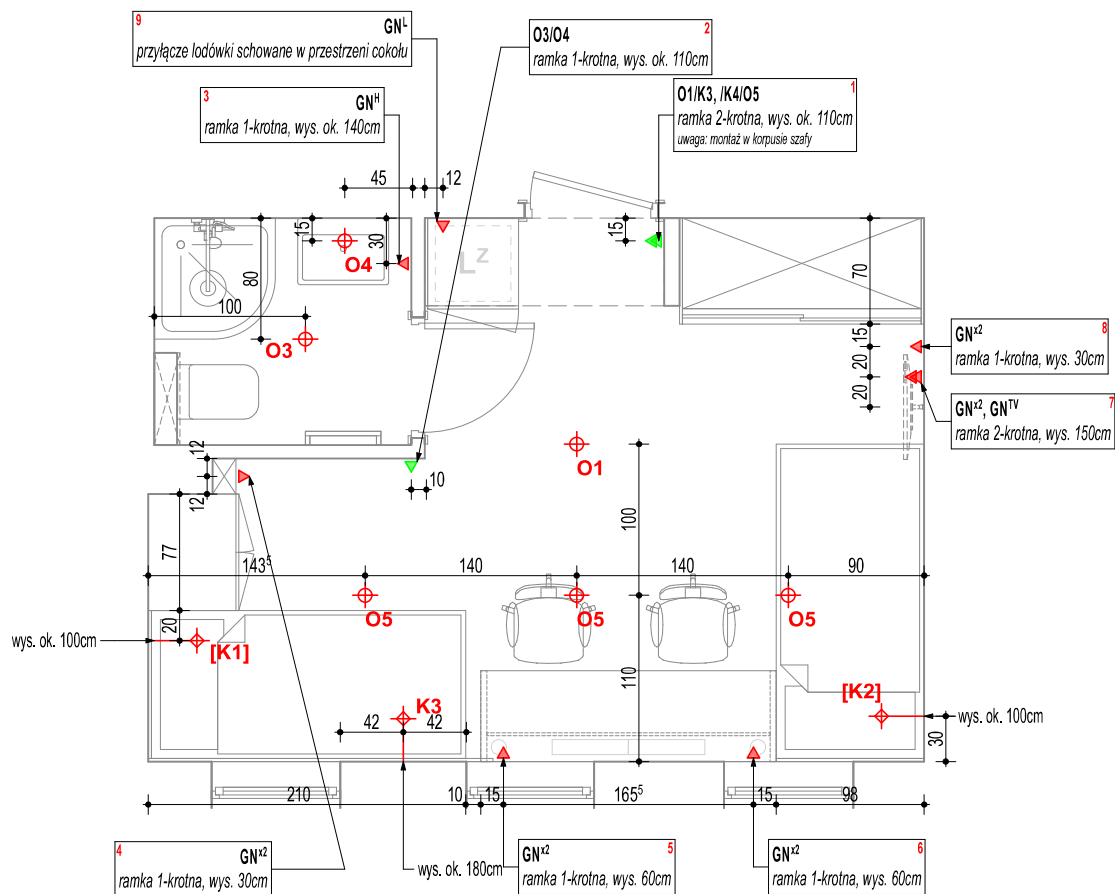 9
GN^L
przyłącze lodówki schowane w przestrzeni cokołu
O3/O4
2
ramka 1-krotna, wys. ok. 110cm
3
GN^H
ramka 1-krotna, wys. ok. 140cm
O1/K3, /K4/O5
1
ramka 2-krotna, wys. ok. 110cm
uwaga: montaż w korpusie szafy
45
12
15
30
15
O4
L^Z
80
70
100
O3
15
20
20
GN^x2
8
ramka 1-krotna, wys. 30cm
GN^x2, GN^TV
7
ramka 2-krotna, wys. 150cm
12
12
10
O1
77
100
143^5
140
140
90
O5
O5
O5
20
wys. ok. 100cm
[K1]
110
[K2]
K3
42
42
wys. ok. 100cm
30
210
10
15
165^5
15
98
4
GN^x2
ramka 1-krotna, wys. 30cm
wys. ok. 180cm
GN^x2
5
ramka 1-krotna, wys. 60cm
GN^x2
6
ramka 1-krotna, wys. 60cm